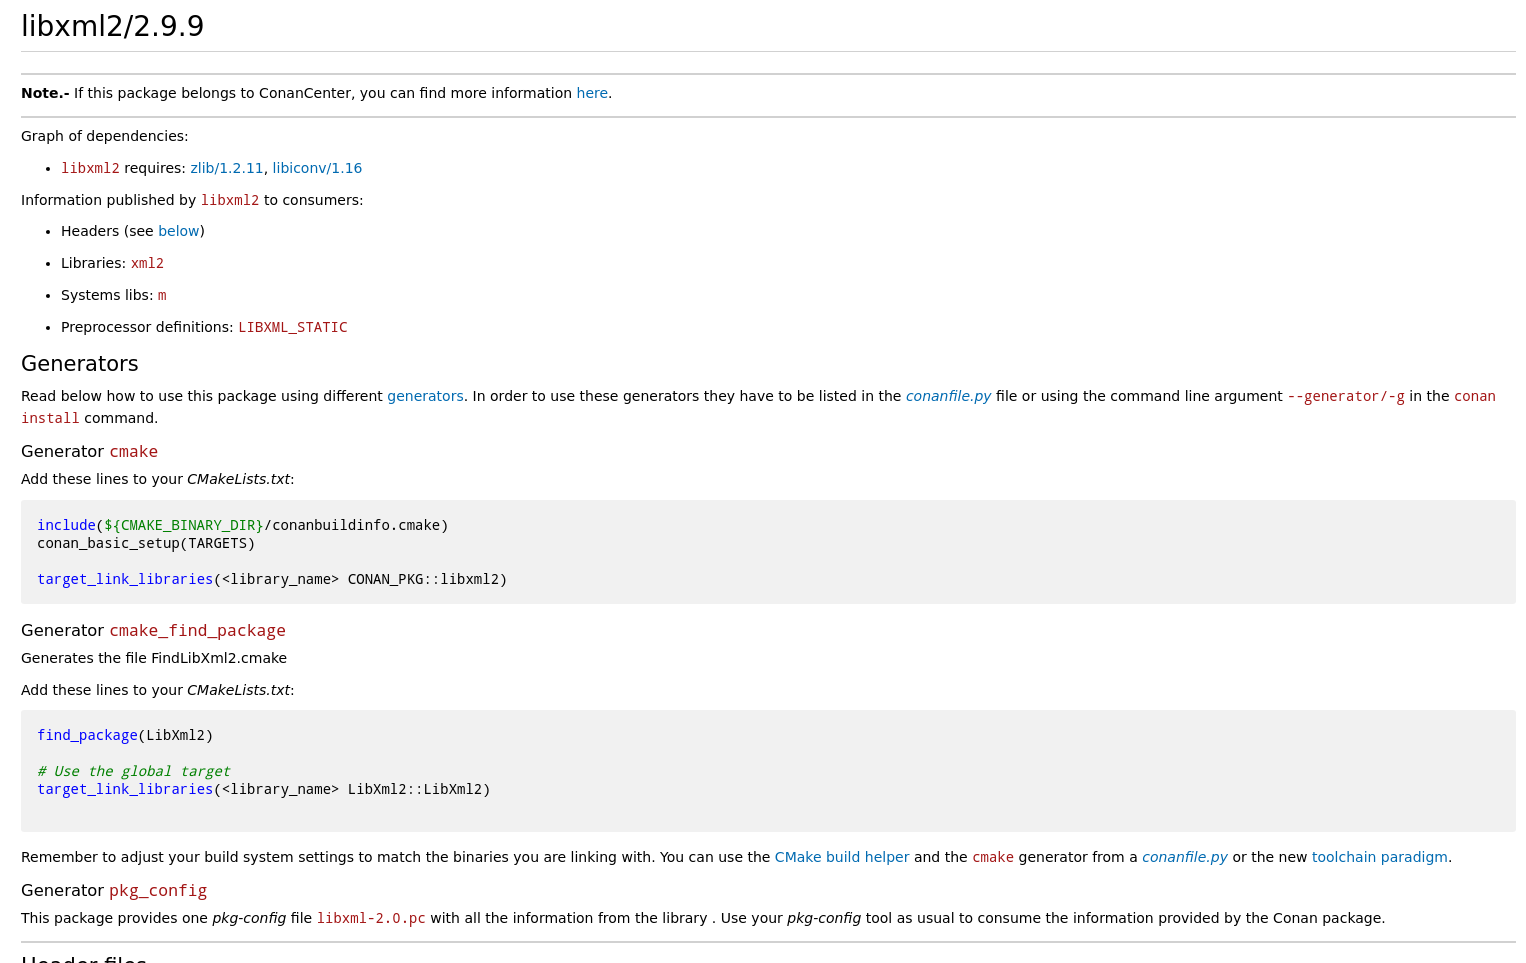 libxml2/2.9.9
Note.- If this package belongs to ConanCenter, you can find more information here.
Graph of dependencies:
• libxml2 requires: zlib/1.2.11, libiconv/1.16
Information published by libxml2 to consumers:
• Headers (see below)
• Libraries: xml2
• Systems libs: m
• Preprocessor definitions: LIBXML_STATIC
Generators
Read below how to use this package using different generators. In order to use these generators they have to be listed in the conanfile.py file or using the command line argument --generator/-g in the conan
install command.
Generator cmake
Add these lines to your CMakeLists.txt:
include(${CMAKE_BINARY_DIR}/conanbuildinfo.cmake)
conan_basic_setup(TARGETS)
target_link_libraries(<library_name> CONAN_PKG::libxml2)
Generator cmake_find_package
Generates the file FindLibXml2.cmake
Add these lines to your CMakeLists.txt:
find_package(LibXml2)
# Use the global target
target_link_libraries(<library_name> LibXml2::LibXml2)
Remember to adjust your build system settings to match the binaries you are linking with. You can use the CMake build helper and the cmake generator from a conanfile.py or the new toolchain paradigm.
Generator pkg_config
This package provides one pkg-config file libxml-2.0.pc with all the information from the library . Use your pkg-config tool as usual to consume the information provided by the Conan package.
Header files